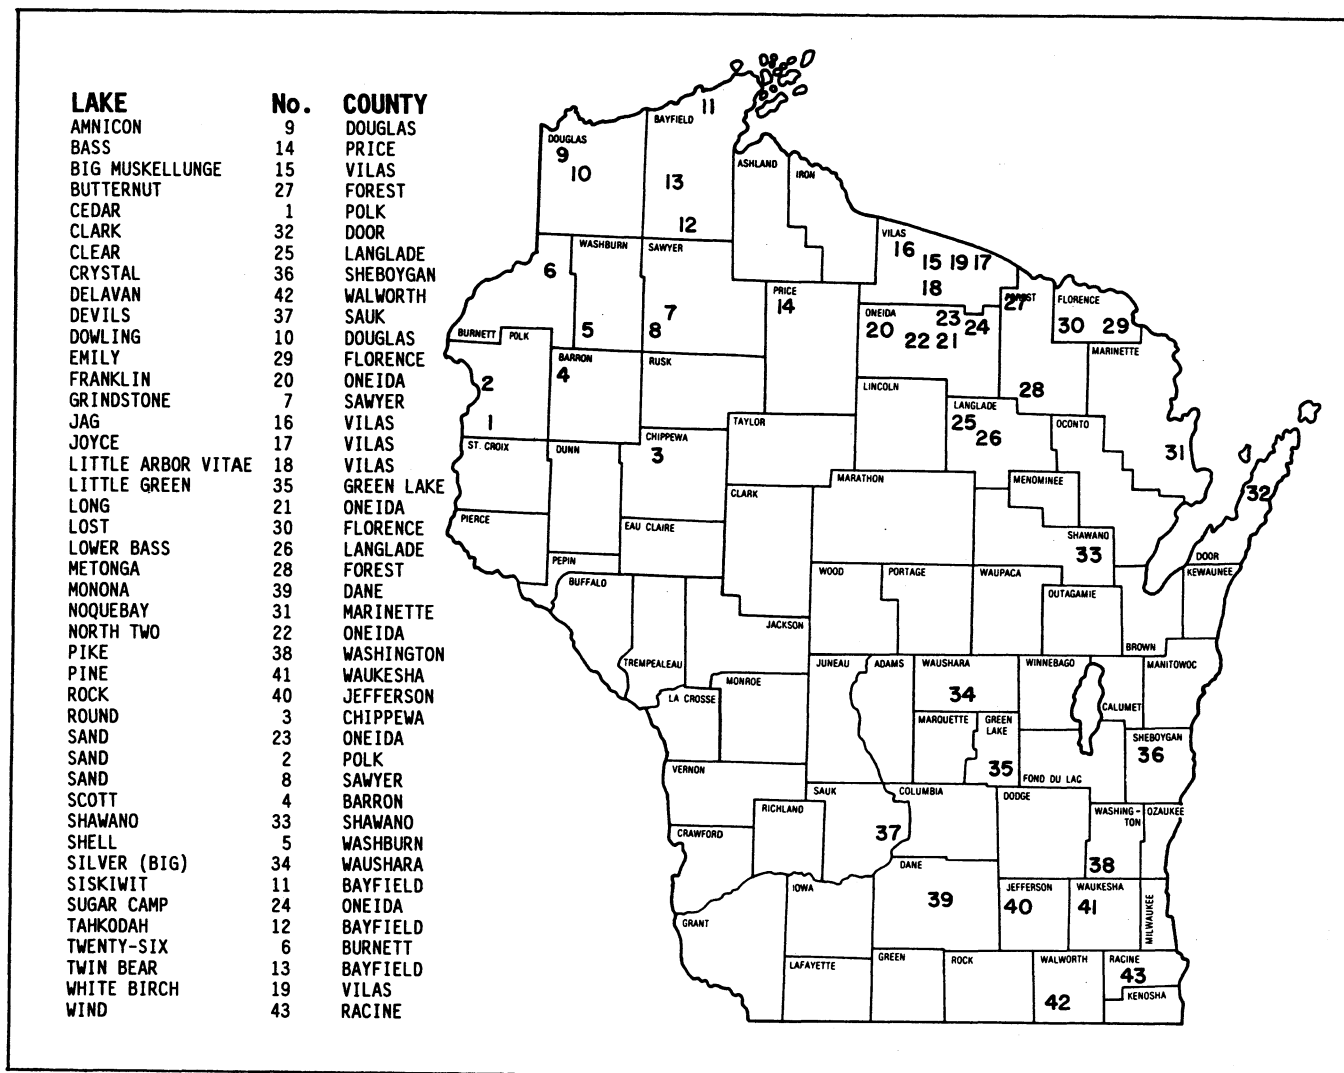 LAKE No. COUNTY
AMNICON 9 DOUGLAS
BASS 14 PRICE
BIG MUSKELLUNGE 15 VILAS
BUTTERNUT 27 FOREST
CEDAR 1 POLK
CLARK 32 DOOR
CLEAR 25 LANGLADE
CRYSTAL 36 SHEBOYGAN
DELAVAN 42 WALWORTH
DEVILS 37 SAUK
DOWLING 10 DOUGLAS
EMILY 29 FLORENCE
FRANKLIN 20 ONEIDA
GRINDSTONE 7 SAWYER
JAG 16 VILAS
JOYCE 17 VILAS
LITTLE ARBOR VITAE 18 VILAS
LITTLE GREEN 35 GREEN LAKE
LONG 21 ONEIDA
LOST 30 FLORENCE
LOWER BASS 26 LANGLADE
METONGA 28 FOREST
MONONA 39 DANE
NOQUEBAY 31 MARINETTE
NORTH TWO 22 ONEIDA
PIKE 38 WASHINGTON
PINE 41 WAUKESHA
ROCK 40 JEFFERSON
ROUND 3 CHIPPEWA
SAND 23 ONEIDA
SAND 2 POLK
SAND 8 SAWYER
SCOTT 4 BARRON
SHAWANO 33 SHAWANO
SHELL 5 WASHBURN
SILVER (BIG) 34 WAUSHARA
SISKIWIT 11 BAYFIELD
SUGAR CAMP 24 ONEIDA
TAHKODAH 12 BAYFIELD
TWENTY-SIX 6 BURNETT
TWIN BEAR 13 BAYFIELD
WHITE BIRCH 19 VILAS
WIND 43 RACINE
11
BAYFIELD
DOUGLAS
9
10
13
12
ASHLAND
IRON
VILAS
16
15 19 17
18
WASHBURN
SAWYER
6
7
5
8
BURNETT
POLK
PRICE
14
ONEIDA
20
23
24
22 21
FOREST
27
FLORENCE
30 29
MARINETTE
BARRON
4
RUSK
2
1
LINCOLN
28
LANGLADE
25
26
OCONTO
TAYLOR
ST. CROIX
DUNN
CHIPPEWA
3
31
32
MARATHON
MENOMINEE
CLARK
PIERCE
EAU CLAIRE
SHAWANO
33
DOOR
KEWAUNEE
PEPIN
BUFFALO
WOOD
PORTAGE
WAUPACA
OUTAGAMIE
JACKSON
BROWN
TREMPEALEAU
JUNEAU
ADAMS
WAUSHARA
34
WINNEBAGO
MANITOWOC
LA CROSSE
MONROE
CALUMET
MARQUETTE
GREEN
LAKE
35
SHEBOYGAN
36
VERNON
FOND DU LAC
SAUK
COLUMBIA
DODGE
RICHLAND
WASHING-
TON
OZAUKEE
CRAWFORD
37
38
DANE
39
IOWA
JEFFERSON
40
WAUKESHA
41
MILWAUKEE
GRANT
LAFAYETTE
GREEN
ROCK
WALWORTH
42
RACINE
43
KENOSHA